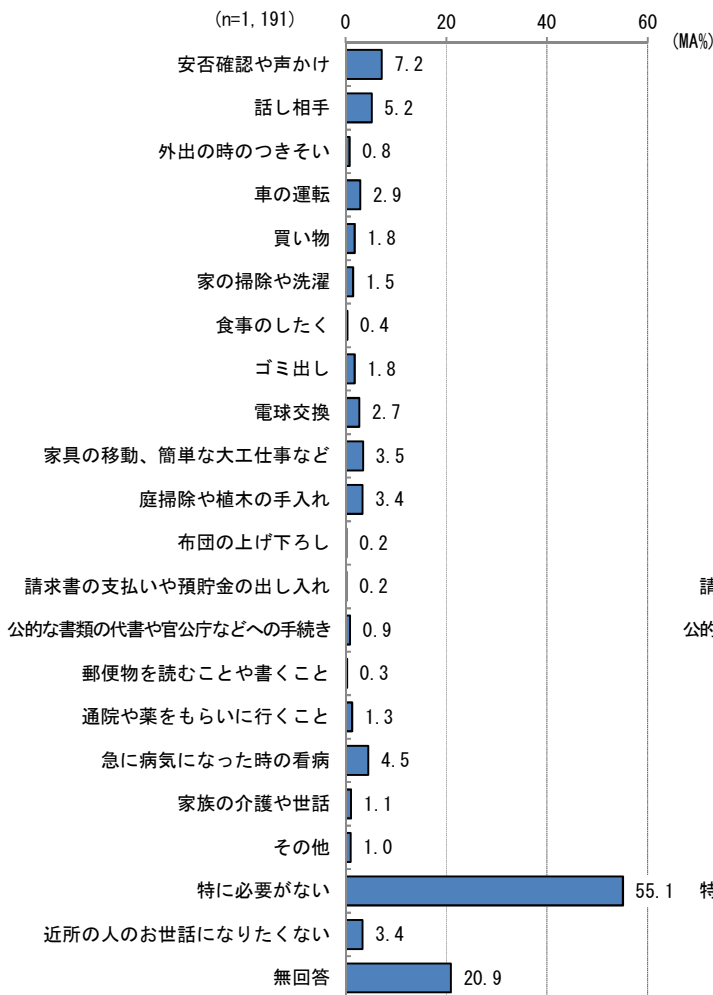 (n=1,191)
0 20 40 60
(MA%)
安否確認や声かけ 7.2
話し相手 5.2
外出の時のつきそい 0.8
車の運転 2.9
買い物 1.8
家の掃除や洗濯 1.5
食事のしたく 0.4
ゴミ出し 1.8
電球交換 2.7
家具の移動、簡単な大工仕事など 3.5
庭掃除や植木の手入れ 3.4
布団の上げ下ろし 0.2
請求書の支払いや預貯金の出し入れ 0.2 請
公的な書類の代書や官公庁などへの手続き 0.9 公的
郵便物を読むことや書くこと 0.3
通院や薬をもらいに行くこと 1.3
急に病気になった時の看病 4.5
家族の介護や世話 1.1
その他 1.0
特に必要がない 55.1 特
近所の人のお世話になりたくない 3.4
無回答 20.9